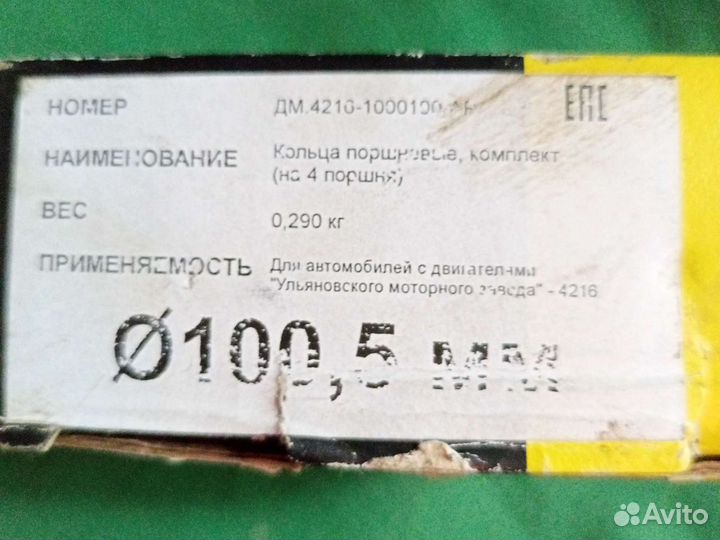 НОМЕР ДМ.4216-1000100
ЕАС
НАИМЕНОВАНИЕ Кольца поршневые, комплект
(на 4 поршня)
ВЕС 0,290 кг
ПРИМЕНЯЕМОСТЬ Для автомобилей с двигателями
"Ульяновского моторного завода" - 4216
Ø100,5 мм
Avito